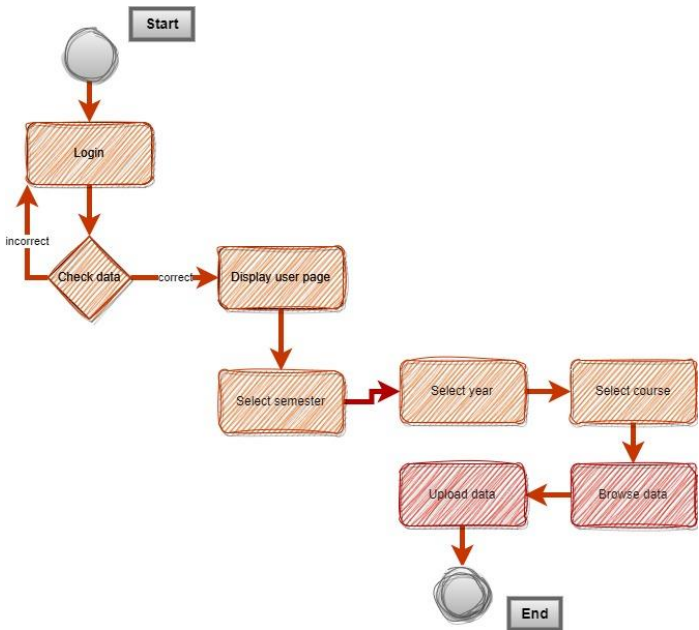 Start
Login
incorrect
Check data
correct
Display user page
Select semester
Select year
Select course
Upload data
Browse data
End